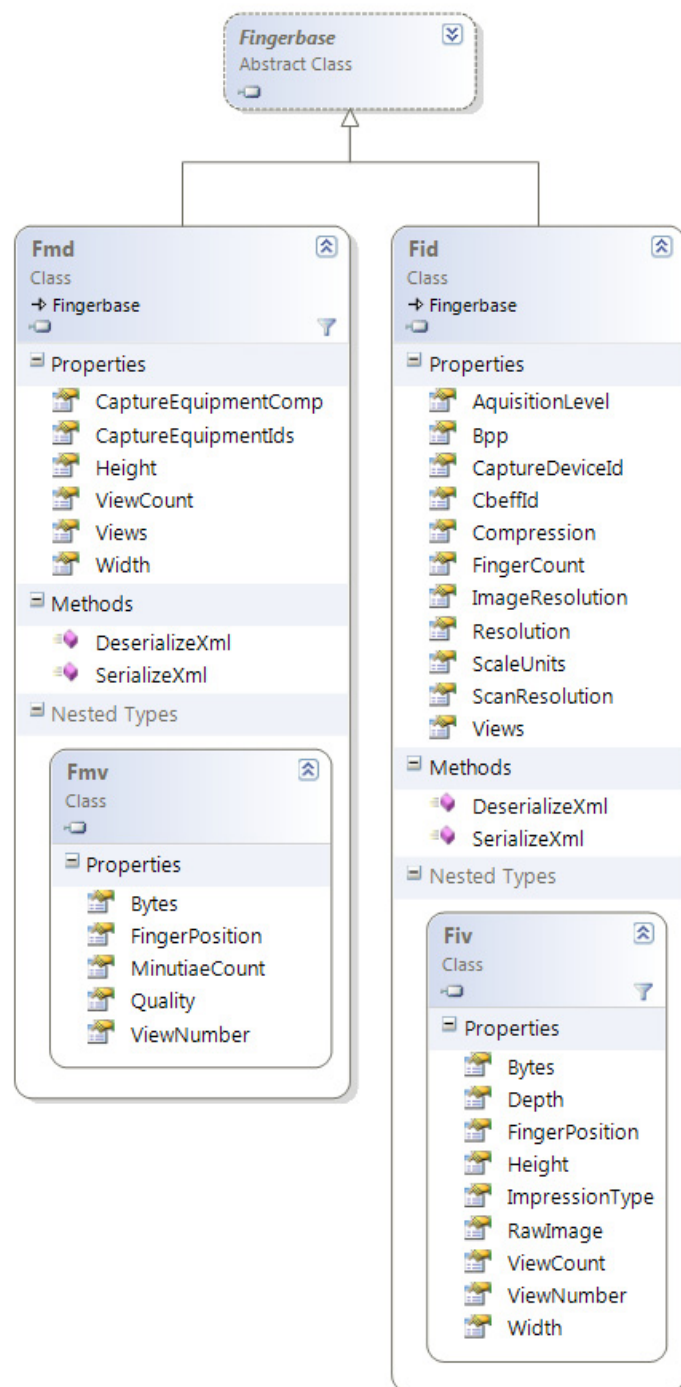 Fingerbase
Abstract Class
Fmd
Class
Fingerbase
Properties
CaptureEquipmentComp
CaptureEquipmentIds
Height
ViewCount
Views
Width
Methods
DeserializeXml
SerializeXml
Nested Types
Fmv
Class
Properties
Bytes
FingerPosition
MinutiaeCount
Quality
ViewNumber
Fid
Class
Fingerbase
Properties
AquisitionLevel
Bpp
CaptureDeviceId
CbeffId
Compression
FingerCount
ImageResolution
Resolution
ScaleUnits
ScanResolution
Views
Methods
DeserializeXml
SerializeXml
Nested Types
Fiv
Class
Properties
Bytes
Depth
FingerPosition
Height
ImpressionType
RawImage
ViewCount
ViewNumber
Width